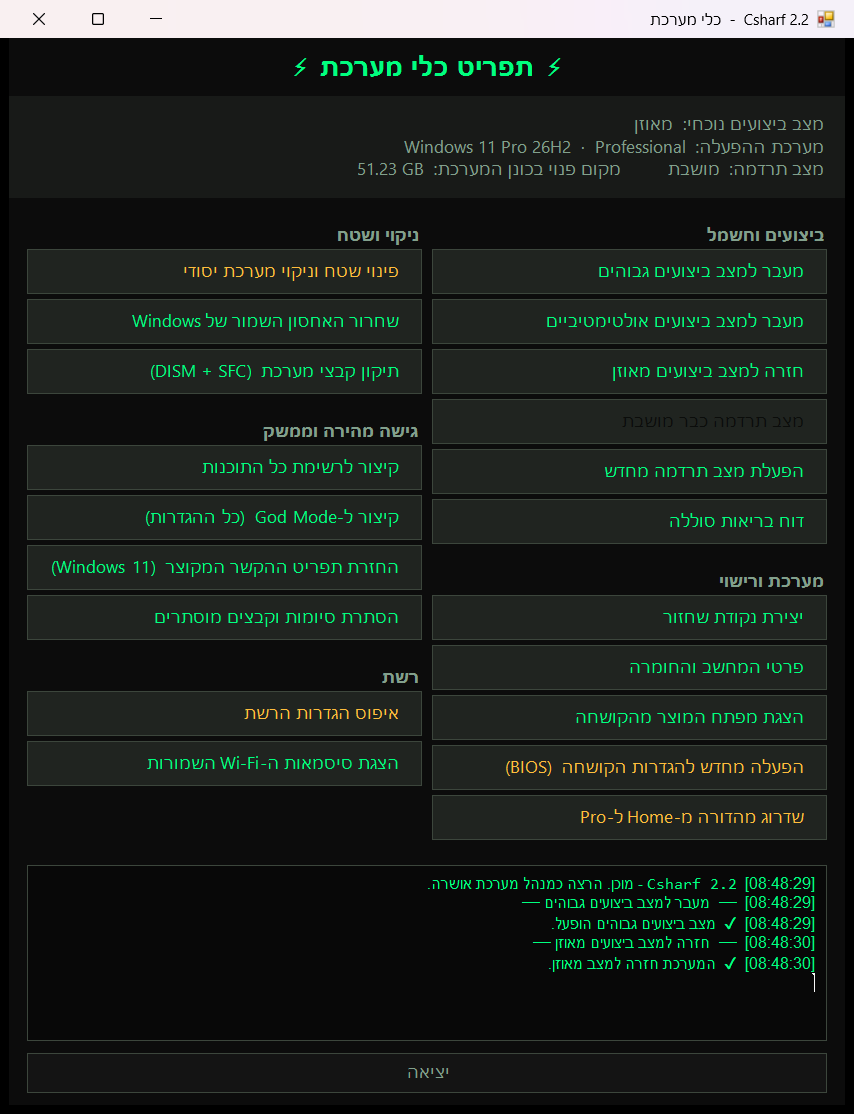 Csharf 2.2 - כלי מערכת
⚡ תפריט כלי מערכת ⚡
מצב ביצועים נוכחי: מאוזן
מערכת ההפעלה: Windows 11 Pro 26H2 · Professional
מצב תרדמה: מושבת מקום פנוי בכונן המערכת: 51.23 GB
ביצועים וחשמל
מעבר למצב ביצועים גבוהים
מעבר למצב ביצועים אולטימטיביים
חזרה למצב ביצועים מאוזן
מצב תרדמה כבר מושבת
הפעלת מצב תרדמה מחדש
דוח בריאות סוללה
מערכת ורישוי
יצירת נקודת שחזור
פרטי המחשב והחומרה
הצגת מפתח המוצר מהקושחה
הפעלה מחדש להגדרות הקושחה (BIOS)
שדרוג מהדורה מ-Home ל-Pro
ניקוי ושטח
פינוי שטח וניקוי מערכת יסודי
שחרור האחסון השמור של Windows
תיקון קבצי מערכת (DISM + SFC)
גישה מהירה וממשק
קיצור לרשימת כל התוכנות
קיצור ל-God Mode (כל ההגדרות)
החזרת תפריט ההקשר המקוצר (Windows 11)
הסתרת סיומות וקבצים מוסתרים
רשת
איפוס הגדרות הרשת
הצגת סיסמאות ה-Wi-Fi השמורות
[08:48:29] Csharf 2.2 - מוכן. הרצה כמנהל מערכת אושרה.
[08:48:29] — מעבר למצב ביצועים גבוהים —
[08:48:29] ✓ מצב ביצועים גבוהים הופעל.
[08:48:30] — חזרה למצב ביצועים מאוזן —
[08:48:30] ✓ המערכת חזרה למצב מאוזן.
יציאה